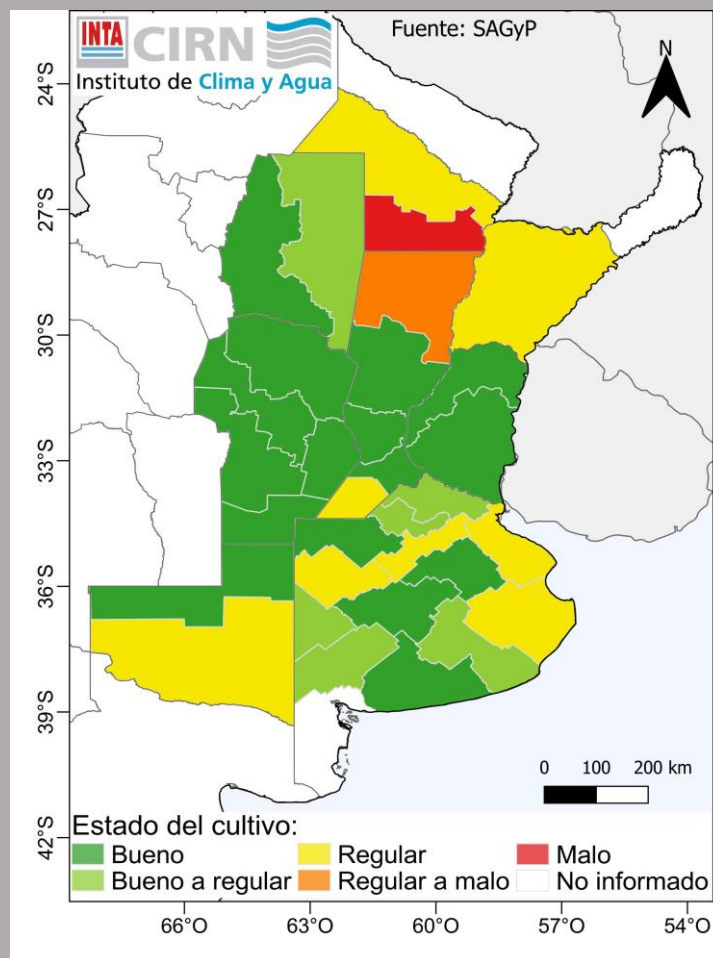 INTA CIRN
Instituto de Clima y Agua
Fuente: SAGyP
N
24°S
27°S
30°S
33°S
36°S
39°S
42°S
0 100 200 km
Estado del cultivo:
Bueno Regular Malo
Bueno a regular Regular a malo No informado
66°O 63°O 60°O 57°O 54°O